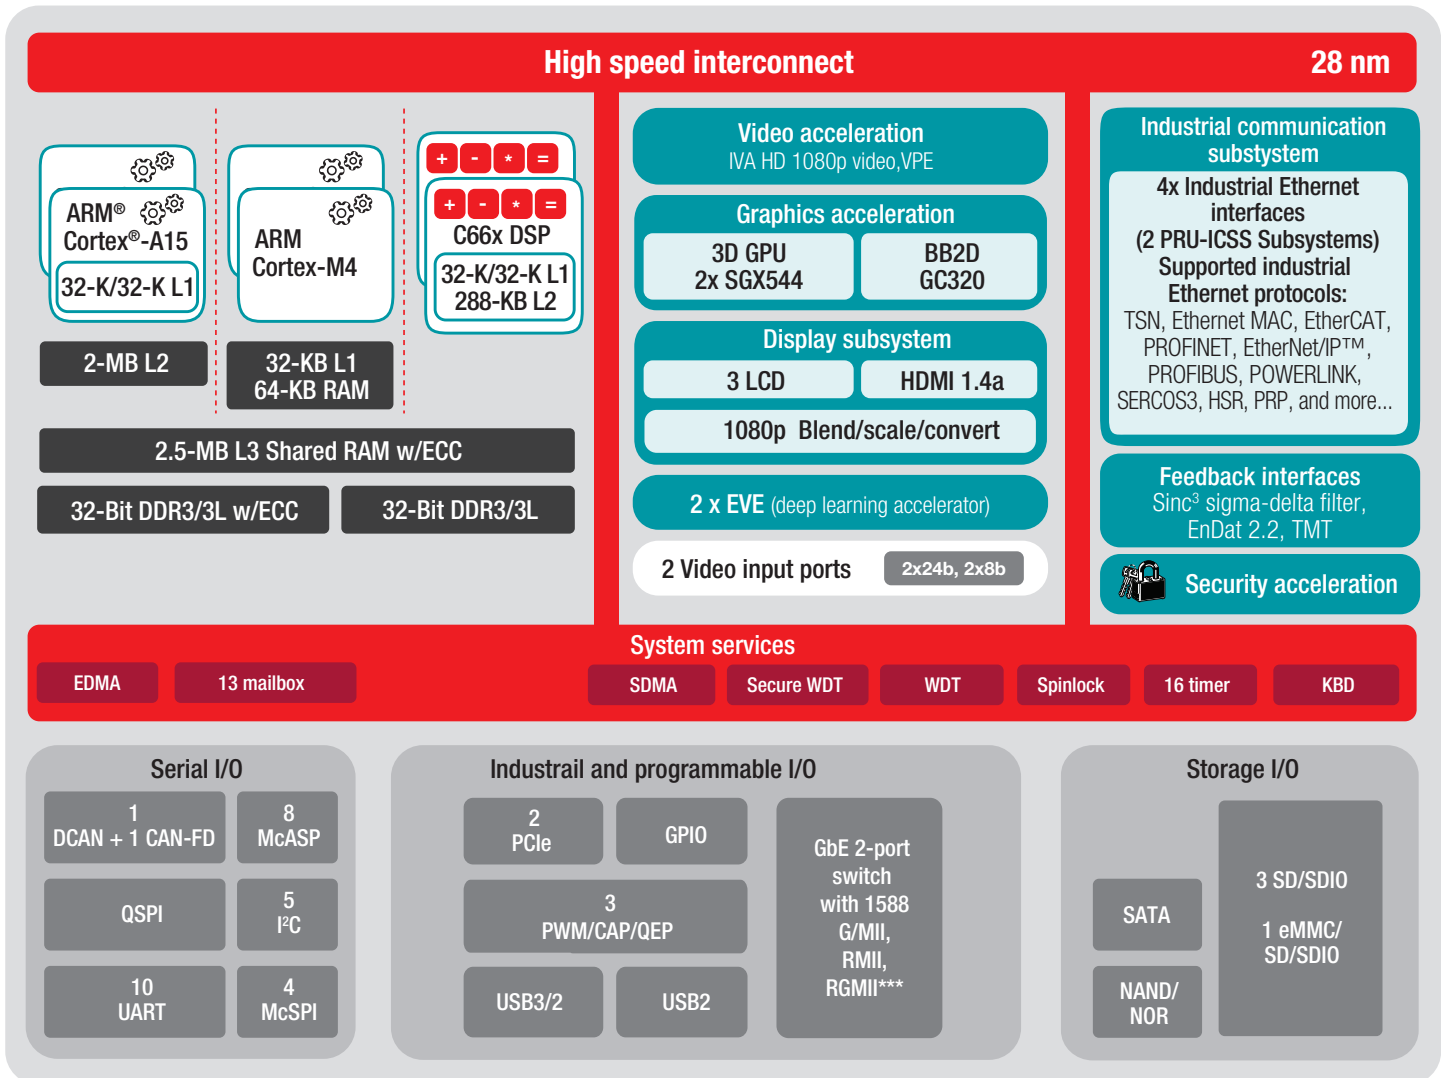 High speed interconnect
28 nm
ARM® 
Cortex®-A15
32-K/32-K L1
2-MB L2
ARM
Cortex-M4
32-KB L1
64-KB RAM
+ - * =
+ - * =
C66x DSP
32-K/32-K L1
288-KB L2
2.5-MB L3 Shared RAM w/ECC
32-Bit DDR3/3L w/ECC
32-Bit DDR3/3L
Video acceleration
IVA HD 1080p video,VPE
Graphics acceleration
3D GPU
2x SGX544
BB2D
GC320
Display subsystem
3 LCD
HDMI 1.4a
1080p Blend/scale/convert
2 x EVE (deep learning accelerator)
2 Video input ports
2x24b, 2x8b
Industrial communication
substystem
4x Industrial Ethernet
interfaces
(2 PRU-ICSS Subsystems)
Supported industrial
Ethernet protocols:
TSN, Ethernet MAC, EtherCAT,
PROFINET, EtherNet/IP™,
PROFIBUS, POWERLINK,
SERCOS3, HSR, PRP, and more...
Feedback interfaces
Sinc³ sigma-delta filter,
EnDat 2.2, TMT
Security acceleration
System services
EDMA
13 mailbox
SDMA
Secure WDT
WDT
Spinlock
16 timer
KBD
Serial I/O
1
DCAN + 1 CAN-FD
8
McASP
QSPI
5
I²C
10
UART
4
McSPI
Industrail and programmable I/O
2
PCIe
GPIO
3
PWM/CAP/QEP
USB3/2
USB2
GbE 2-port
switch
with 1588
G/MII,
RMII,
RGMII***
Storage I/O
SATA
NAND/
NOR
3 SD/SDIO
1 eMMC/
SD/SDIO